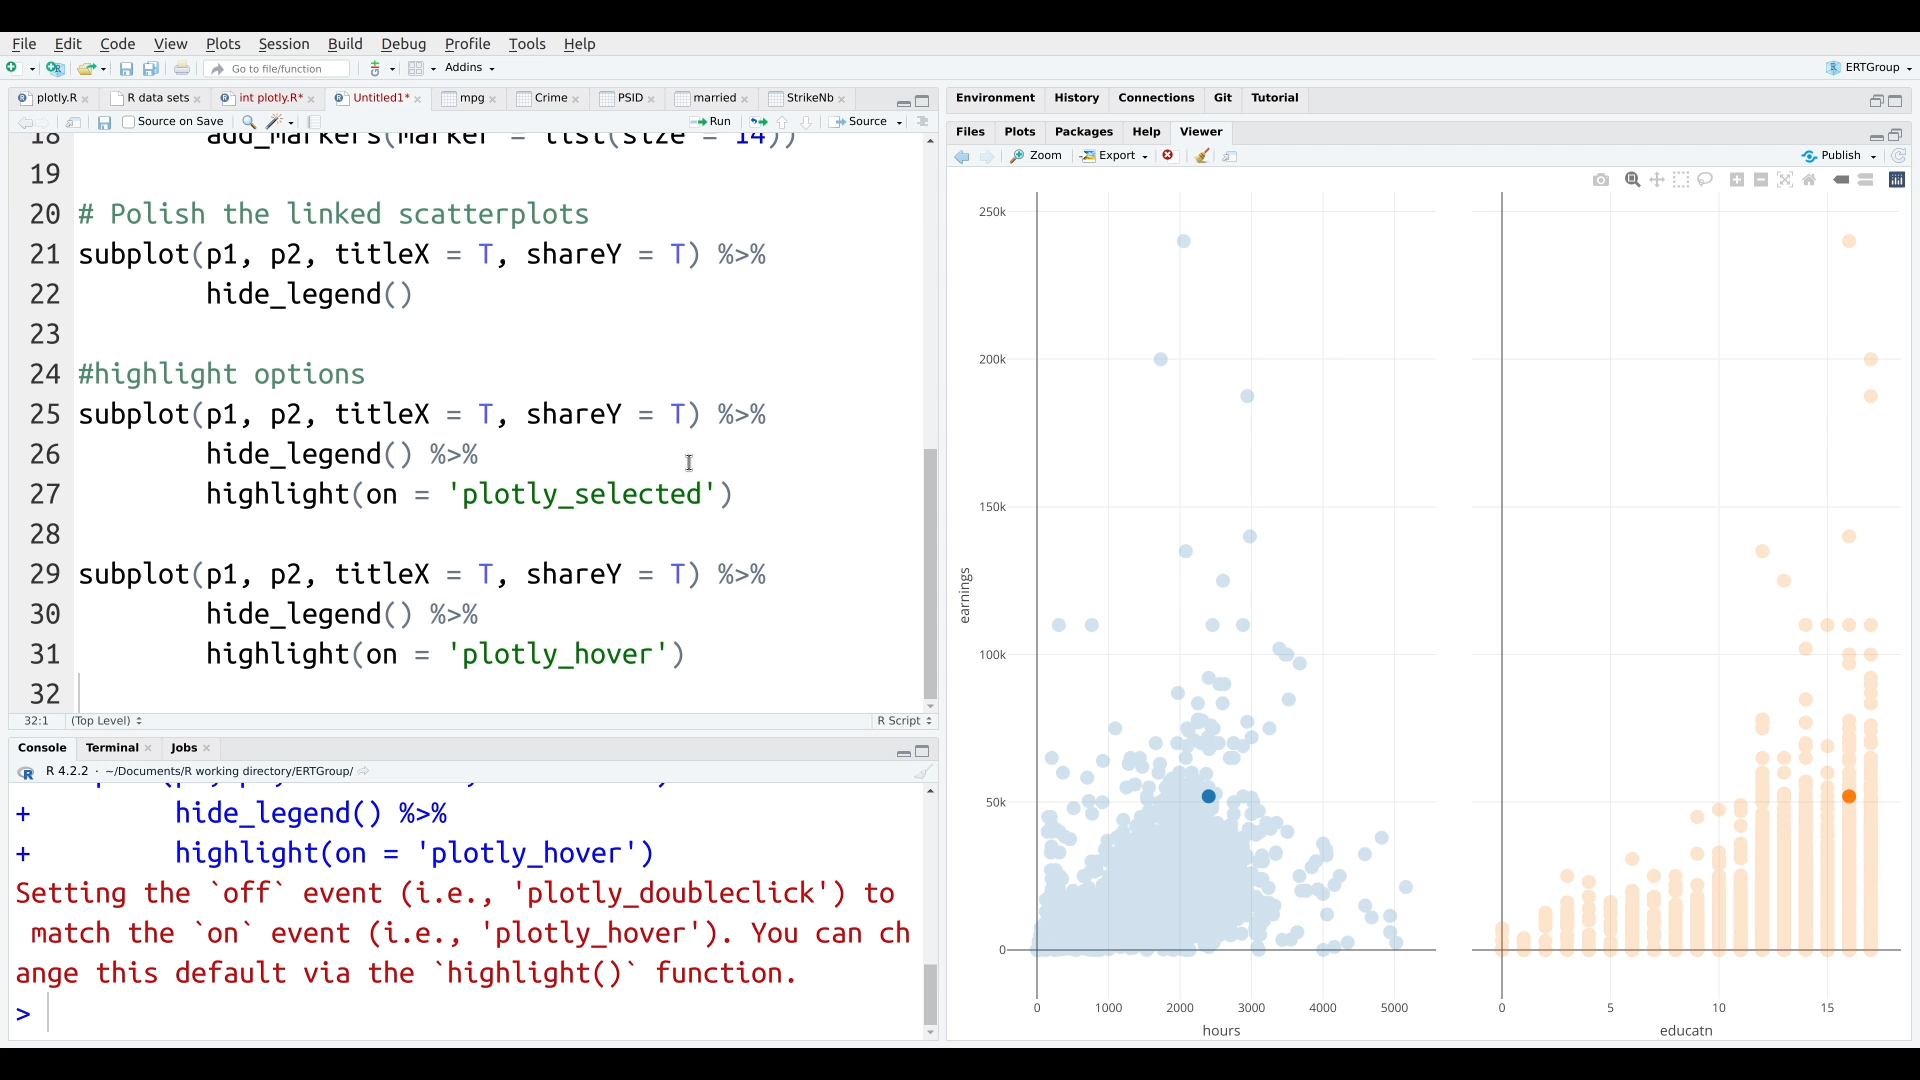 File Edit Code View Plots Session Build Debug Profile Tools Help
Go to file/function Addins ERTGroup
plotly.R R data sets int plotly.R* Untitled1* mpg Crime PSID married StrikeNb
Source on Save Run Source
18 add_markers(marker = list(size = 14))
19
20 # Polish the linked scatterplots
21 subplot(p1, p2, titleX = T, shareY = T) %>%
22 hide_legend()
23
24 #highlight options
25 subplot(p1, p2, titleX = T, shareY = T) %>%
26 hide_legend() %>%
27 highlight(on = 'plotly_selected')
28
29 subplot(p1, p2, titleX = T, shareY = T) %>%
30 hide_legend() %>%
31 highlight(on = 'plotly_hover')
32
32:1 (Top Level) R Script
Console Terminal Jobs
R 4.2.2 · ~/Documents/R working directory/ERTGroup/
+ hide_legend() %>%
+ highlight(on = 'plotly_hover')
Setting the `off` event (i.e., 'plotly_doubleclick') to
match the `on` event (i.e., 'plotly_hover'). You can ch
ange this default via the `highlight()` function.
>
Environment History Connections Git Tutorial
Files Plots Packages Help Viewer
Zoom Export Publish
250k
200k
150k
100k
50k
0
earnings
0 1000 2000 3000 4000 5000
hours
0 5 10 15
educatn